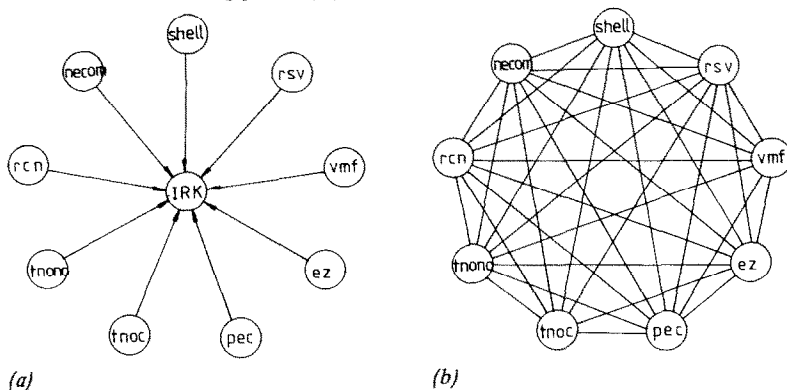 shell
necom
rsv
rcn
IRK
vmf
tnono
ez
tnoc
pec
(a)
shell
necom
rsv
rcn
vmf
tnono
ez
tnoc
pec
(b)